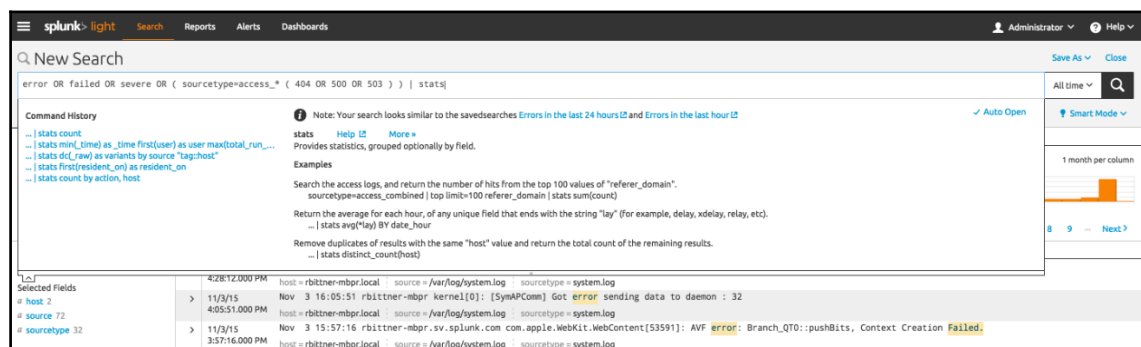 splunk> light Search Reports Alerts Dashboards Administrator Help
New Search
Save As Close
error OR failed OR severe OR ( sourcetype=access_* ( 404 OR 500 OR 503 ) ) | stats
All time
Command History
... | stats count
... | stats min(_time) as _time first(user) as user max(total_run_...
... | stats dc(_raw) as variants by source "tag::host"
... | stats first(resident_on) as resident_on
... | stats count by action, host
Note: Your search looks similar to the savedsearches Errors in the last 24 hours and Errors in the last hour
Auto Open
Smart Mode
stats Help More »
Provides statistics, grouped optionally by field.
Examples
Search the access logs, and return the number of hits from the top 100 values of "referer_domain".
sourcetype=access_combined | top limit=100 referer_domain | stats sum(count)
Return the average for each hour, of any unique field that ends with the string "lay" (for example, delay, xdelay, relay, etc).
... | stats avg(*lay) BY date_hour
Remove duplicates of results with the same "host" value and return the total count of the remaining results.
... | stats distinct_count(host)
1 month per column
8 9 ... Next >
Selected Fields
a host 2
a source 72
a sourcetype 32
4:28:12.000 PM host = rbittner-mbpr.local source = /var/log/system.log sourcetype = system.log
> 11/3/15 Nov 3 16:05:51 rbittner-mbpr kernel[0]: [SymAPComm] Got error sending data to daemon : 32
4:05:51.000 PM host = rbittner-mbpr.local source = /var/log/system.log sourcetype = system.log
> 11/3/15 Nov 3 15:57:16 rbittner-mbpr.sv.splunk.com com.apple.WebKit.WebContent[53591]: AVF error: Branch_QTO::pushBits, Context Creation Failed.
3:57:16.000 PM host = rbittner-mbpr.local source = /var/log/system.log sourcetype = system.log